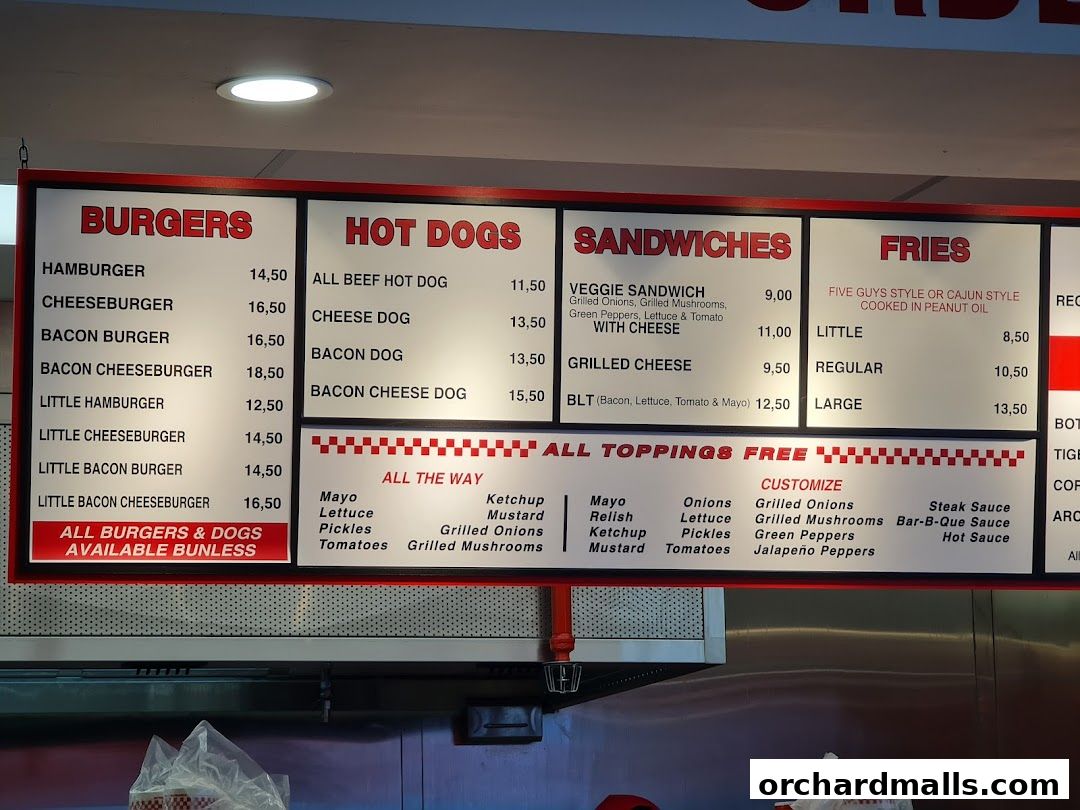 BURGERS
HAMBURGER 14,50
CHEESEBURGER 16,50
BACON BURGER 16,50
BACON CHEESEBURGER 18,50
LITTLE HAMBURGER 12,50
LITTLE CHEESEBURGER 14,50
LITTLE BACON BURGER 14,50
LITTLE BACON CHEESEBURGER 16,50
ALL BURGERS & DOGS
AVAILABLE BUNLESS
HOT DOGS
ALL BEEF HOT DOG 11,50
CHEESE DOG 13,50
BACON DOG 13,50
BACON CHEESE DOG 15,50
SANDWICHES
VEGGIE SANDWICH 9,00
Grilled Onions, Grilled Mushrooms,
Green Peppers, Lettuce & Tomato
WITH CHEESE 11,00
GRILLED CHEESE 9,50
BLT (Bacon, Lettuce, Tomato & Mayo) 12,50
FRIES
FIVE GUYS STYLE OR CAJUN STYLE
COOKED IN PEANUT OIL
LITTLE 8,50
REGULAR 10,50
LARGE 13,50
ALL TOPPINGS FREE
ALL THE WAY
Mayo Ketchup
Lettuce Mustard
Pickles Grilled Onions
Tomatoes Grilled Mushrooms
CUSTOMIZE
Mayo Onions Grilled Onions Steak Sauce
Relish Lettuce Grilled Mushrooms Bar-B-Que Sauce
Ketchup Pickles Green Peppers Hot Sauce
Mustard Tomatoes Jalapeño Peppers
orchardmalls.com